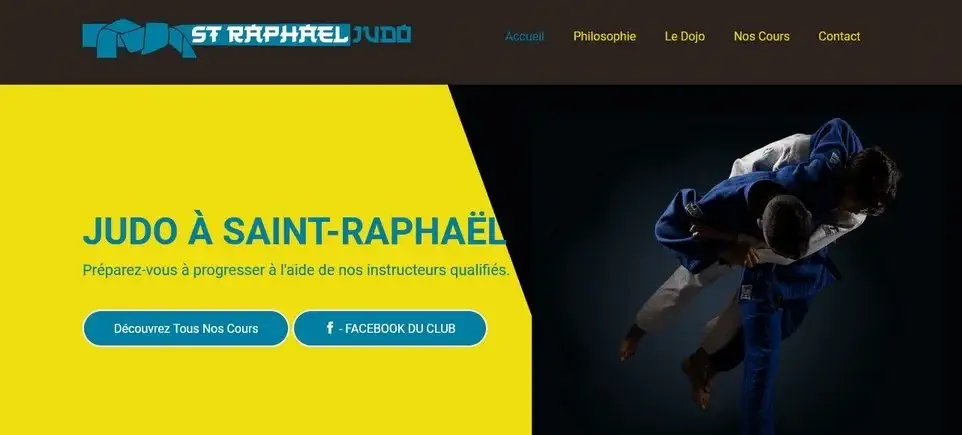 ST RAPHAËL JUDO
Accueil Philosophie Le Dojo Nos Cours Contact
JUDO À SAINT-RAPHAËL
Préparez-vous à progresser à l'aide de nos instructeurs qualifiés.
Découvrez Tous Nos Cours
f - FACEBOOK DU CLUB